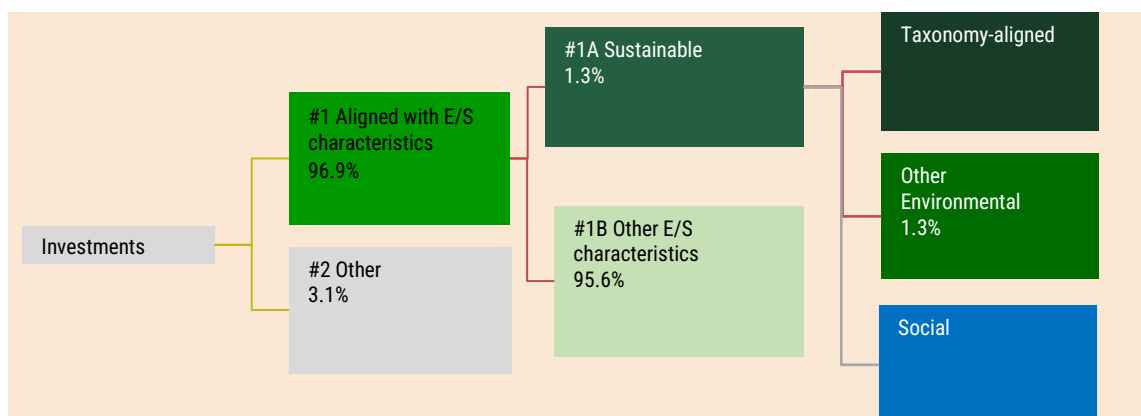 Investments
#1 Aligned with E/S
characteristics
96.9%
#2 Other
3.1%
#1A Sustainable
1.3%
#1B Other E/S
characteristics
95.6%
Taxonomy-aligned
Other
Environmental
1.3%
Social